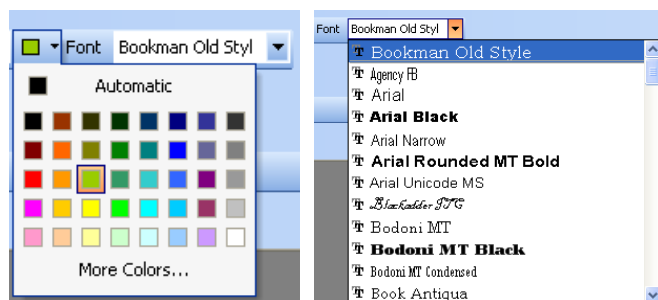 Font Bookman Old Styl
Automatic
More Colors...
Font Bookman Old Styl
Bookman Old Style
Agency FB
Arial
Arial Black
Arial Narrow
Arial Rounded MT Bold
Arial Unicode MS
Blackadder ITC
Bodoni MT
Bodoni MT Black
Bodoni MT Condensed
Book Antiqua